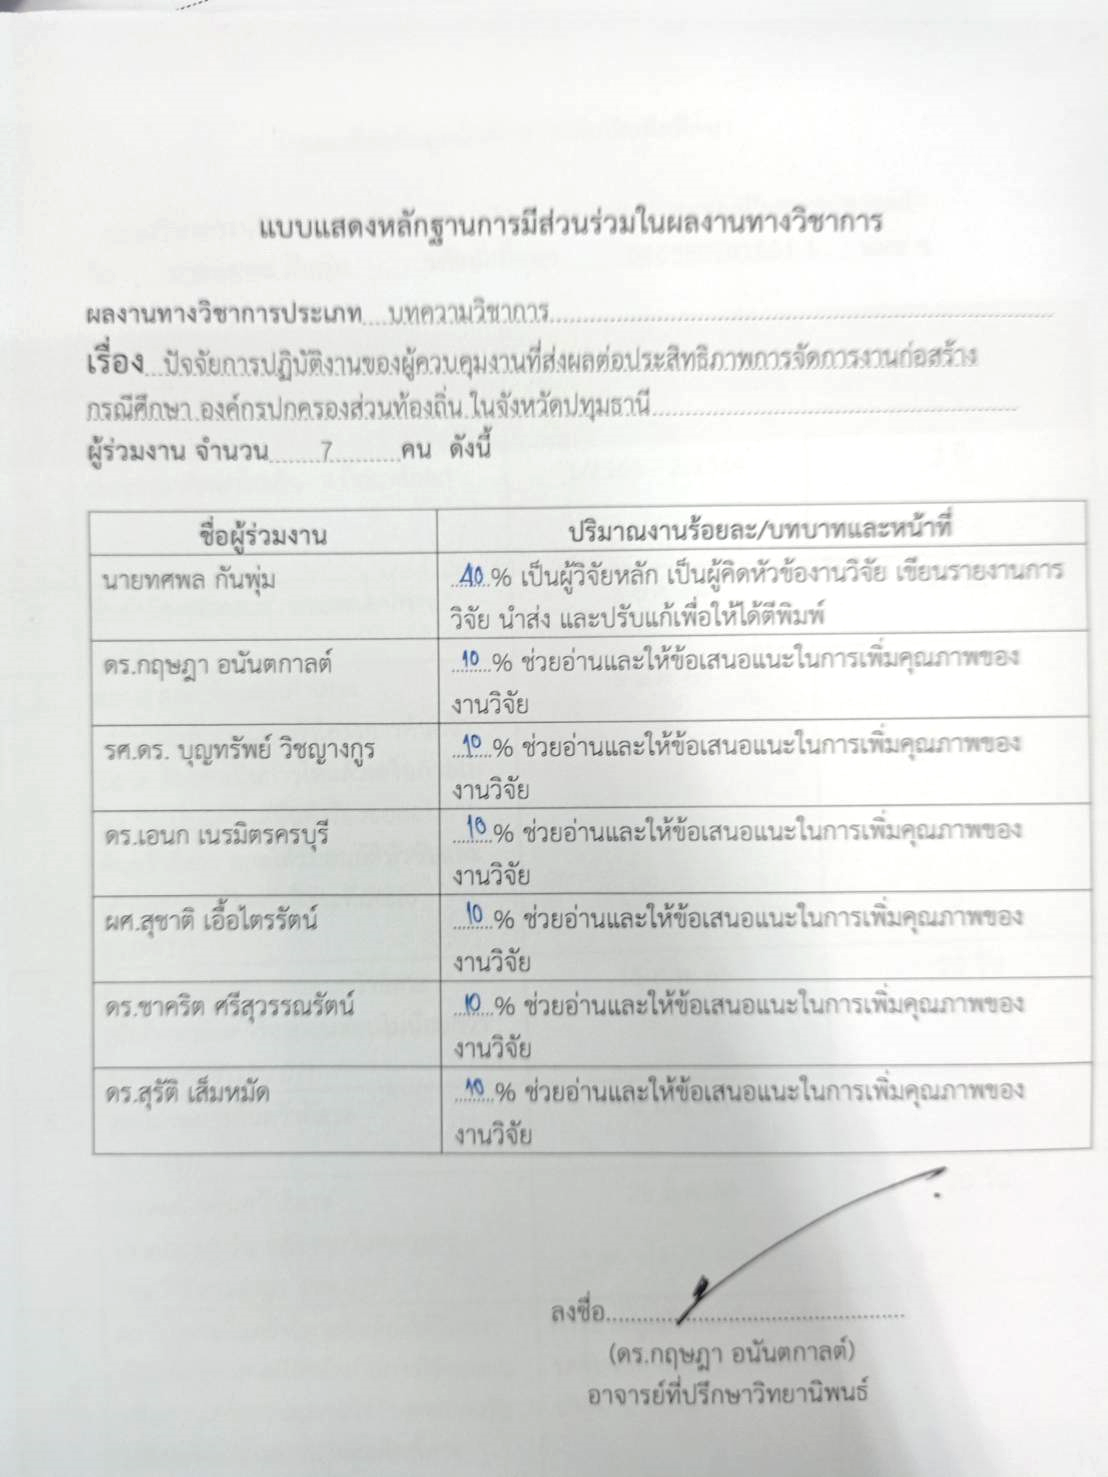 แบบแสดงหลักฐานการมีส่วนร่วมในผลงานทางวิชาการ
ผลงานทางวิชาการประเภท....บทความวิชาการ....
เรื่อง...ปัจจัยการปฏิบัติงานของผู้ควบคุมงานที่ส่งผลต่อประสิทธิภาพการจัดการงานก่อสร้าง
กรณีศึกษา องค์กรปกครองส่วนท้องถิ่น ในจังหวัดปทุมธานี....
ผู้ร่วมงาน จำนวน.......7.........คน ดังนี้
ชื่อผู้ร่วมงาน ปริมาณงานร้อยละ/บทบาทและหน้าที่
นายทศพล กันพุ่ม ..40..% เป็นผู้วิจัยหลัก เป็นผู้คิดหัวข้องานวิจัย เขียนรายงานการ
วิจัย นำส่ง และปรับแก้เพื่อให้ได้ตีพิมพ์
ดร.กฤษฎา อนันตกาลต์ ..10..% ช่วยอ่านและให้ข้อเสนอแนะในการเพิ่มคุณภาพของ
งานวิจัย
รศ.ดร. บุญทรัพย์ วิชญางกูร ..10..% ช่วยอ่านและให้ข้อเสนอแนะในการเพิ่มคุณภาพของ
งานวิจัย
ดร.เอนก เนรมิตรครบุรี ..10..% ช่วยอ่านและให้ข้อเสนอแนะในการเพิ่มคุณภาพของ
งานวิจัย
ผศ.สุชาติ เอื้อไตรรัตน์ ..10..% ช่วยอ่านและให้ข้อเสนอแนะในการเพิ่มคุณภาพของ
งานวิจัย
ดร.ชาคริต ศรีสุวรรณรัตน์ ..10..% ช่วยอ่านและให้ข้อเสนอแนะในการเพิ่มคุณภาพของ
งานวิจัย
ดร.สุรัติ เส็มหมัด ..10..% ช่วยอ่านและให้ข้อเสนอแนะในการเพิ่มคุณภาพของ
งานวิจัย
ลงชื่อ..........................................
(ดร.กฤษฎา อนันตกาลต์)
อาจารย์ที่ปรึกษาวิทยานิพนธ์